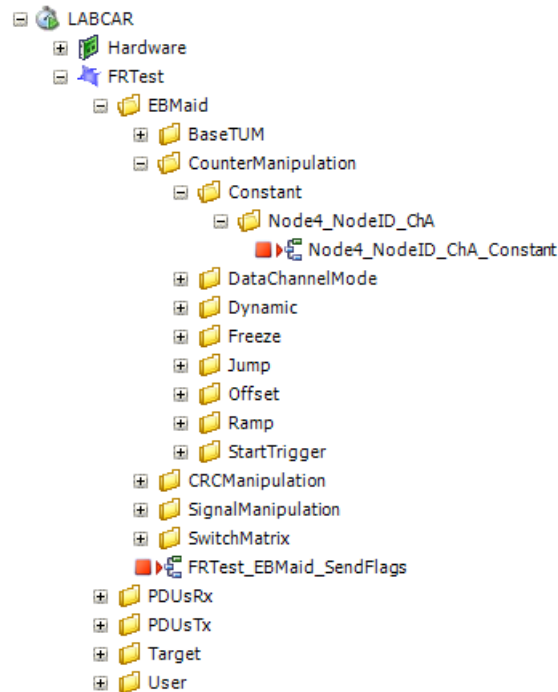 LABCAR
Hardware
FRTest
EBMaid
BaseTUM
CounterManipulation
Constant
Node4_NodeID_ChA
Node4_NodeID_ChA_Constant
DataChannelMode
Dynamic
Freeze
Jump
Offset
Ramp
StartTrigger
CRCManipulation
SignalManipulation
SwitchMatrix
FRTest_EBMaid_SendFlags
PDUsRx
PDUsTx
Target
User